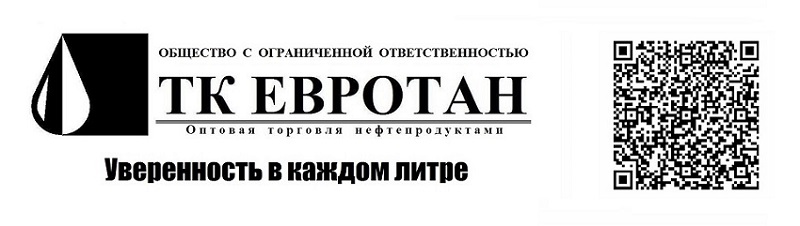 ОБЩЕСТВО С ОГРАНИЧЕННОЙ ОТВЕТСТВЕННОСТЬЮ
ТК ЕВРОТАН
Оптовая торговля нефтепродуктами
Уверенность в каждом литре